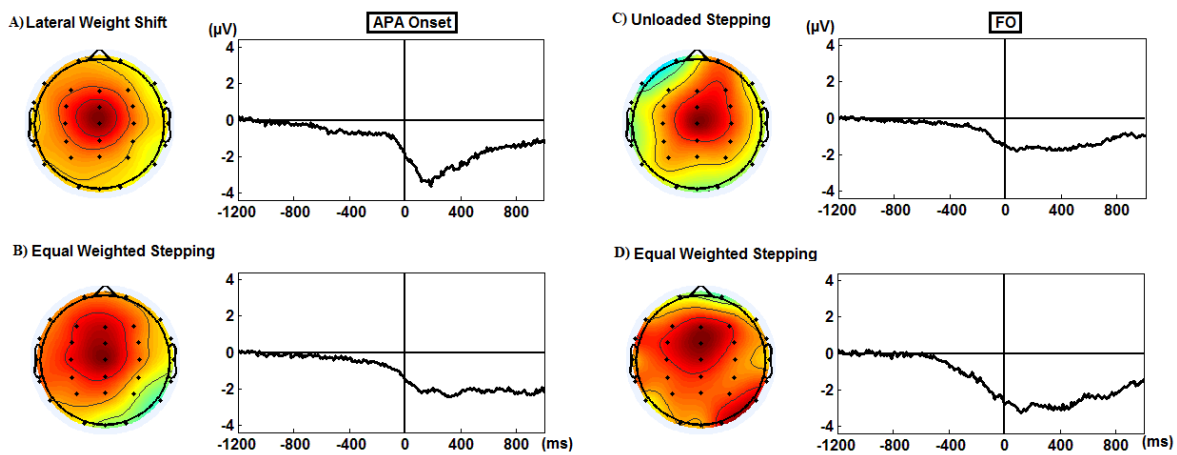 A) Lateral Weight Shift
APA Onset
(µV)
4
2
0
-2
-4
-1200 -800 -400 0 400 800
B) Equal Weighted Stepping
4
2
0
-2
-4
-1200 -800 -400 0 400 800 (ms)
C) Unloaded Stepping
FO
(µV)
4
2
0
-2
-4
-1200 -800 -400 0 400 800
D) Equal Weighted Stepping
4
2
0
-2
-4
-1200 -800 -400 0 400 800 (ms)